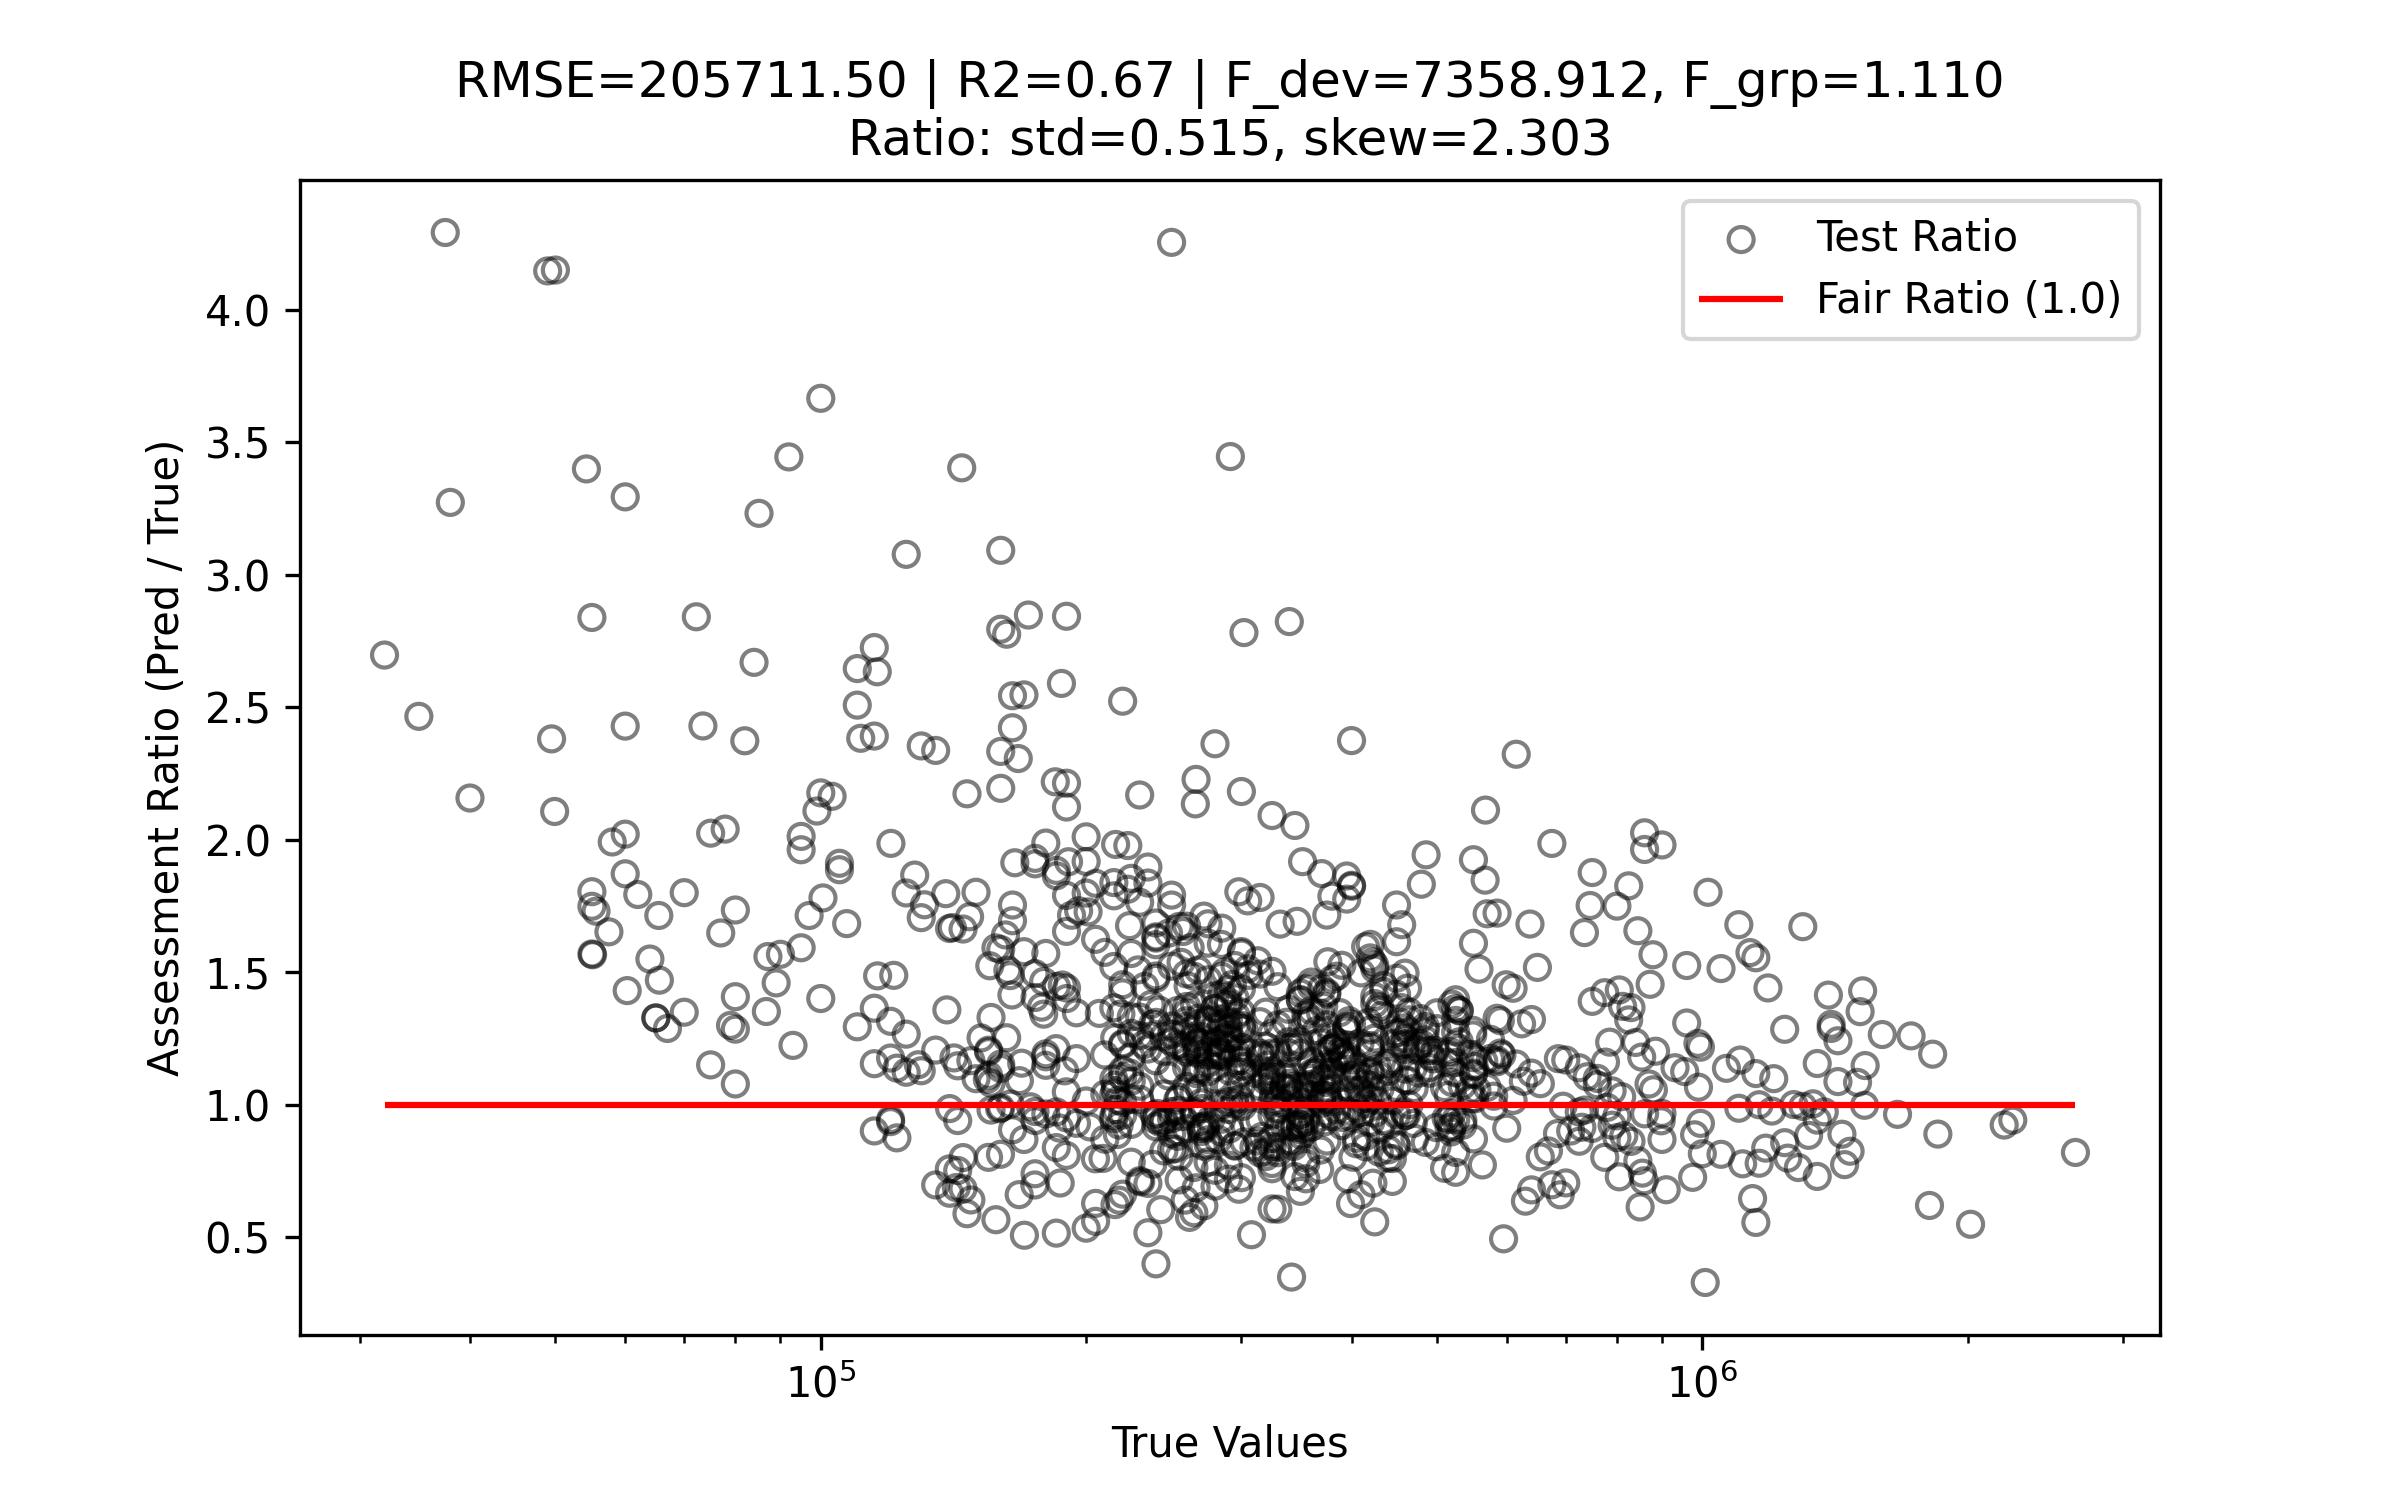 RMSE=205711.50 | R2=0.67 | F_dev=7358.912, F_grp=1.110
Ratio: std=0.515, skew=2.303
Test Ratio
Fair Ratio (1.0)
Assessment Ratio (Pred / True)
4.0
3.5
3.0
2.5
2.0
1.5
1.0
0.5
10⁵
10⁶
True Values